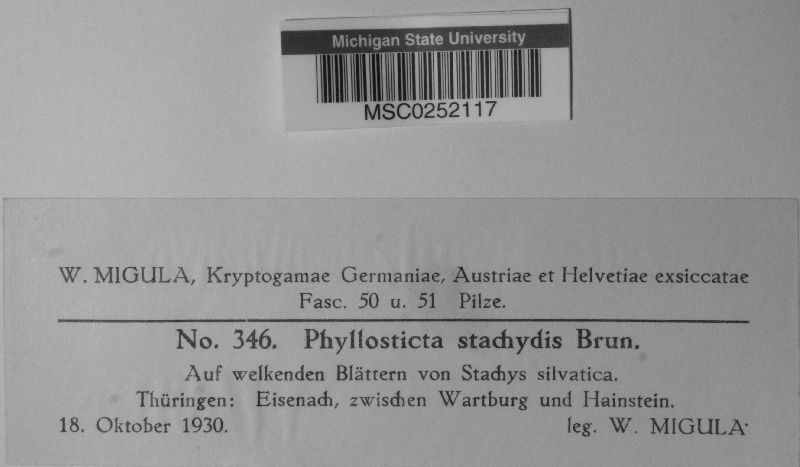 Michigan State University
MSC0252117
W. MIGULA, Kryptogamae Germaniae, Austriae et Helvetiae exsiccatae
Fasc. 50 u. 51 Pilze.
No. 346. Phyllosticta stachydis Brun.
Auf welkenden Blättern von Stachys silvatica.
Thüringen: Eisenach, zwischen Wartburg und Hainstein.
18. Oktober 1930. leg. W. MIGULA.